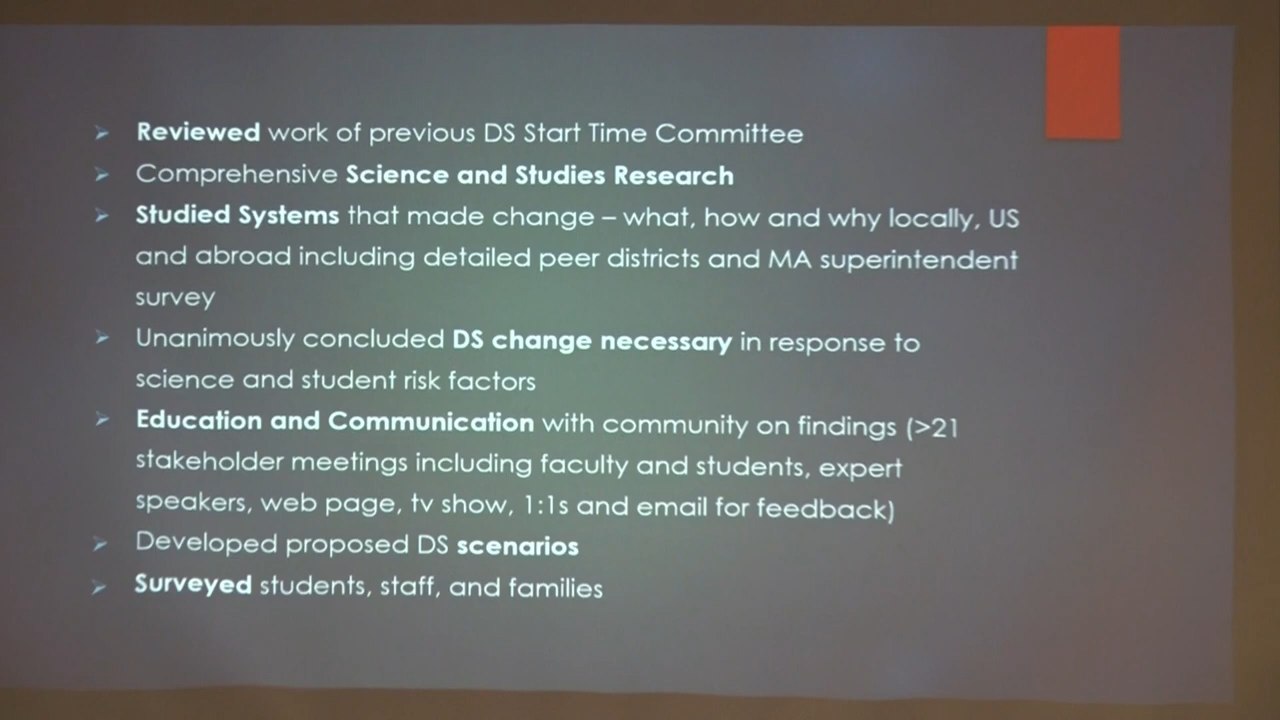 Reviewed work of previous DS Start Time Committee
Comprehensive Science and Studies Research
Studied Systems that made change – what, how and why locally, US
and abroad including detailed peer districts and MA superintendent
survey
Unanimously concluded DS change necessary in response to
science and student risk factors
Education and Communication with community on findings (>21
stakeholder meetings including faculty and students, expert
speakers, web page, tv show, 1:1s and email for feedback)
Developed proposed DS scenarios
Surveyed students, staff, and families